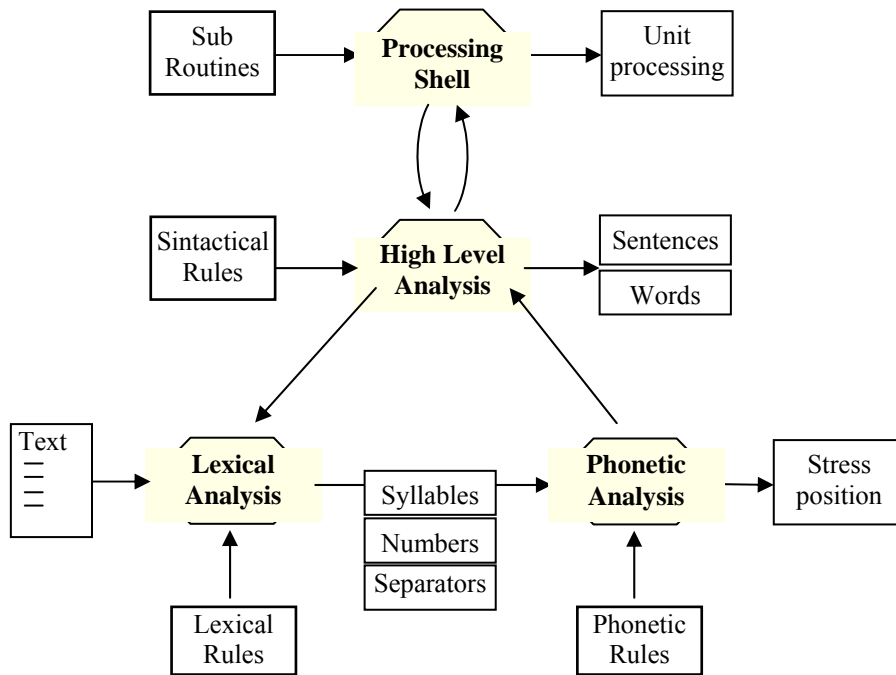 Sub
Routines
Processing
Shell
Unit
processing
Sintactical
Rules
High Level
Analysis
Sentences
Words
Text
Lexical
Analysis
Syllables
Numbers
Separators
Phonetic
Analysis
Stress
position
Lexical
Rules
Phonetic
Rules